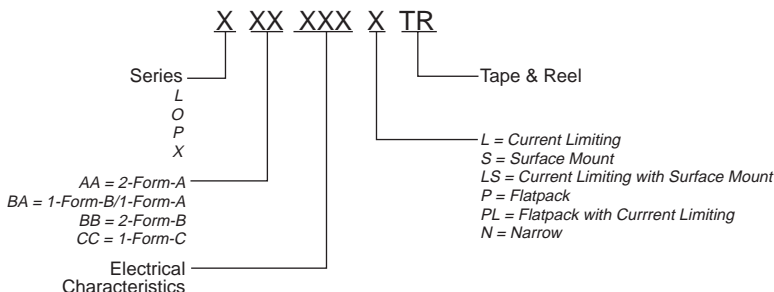 X XX XXX X TR
Series
L
O
P
X
AA = 2-Form-A
BA = 1-Form-B/1-Form-A
BB = 2-Form-B
CC = 1-Form-C
Electrical
Characteristics
Tape & Reel
L = Current Limiting
S = Surface Mount
LS = Current Limiting with Surface Mount
P = Flatpack
PL = Flatpack with Currrent Limiting
N = Narrow